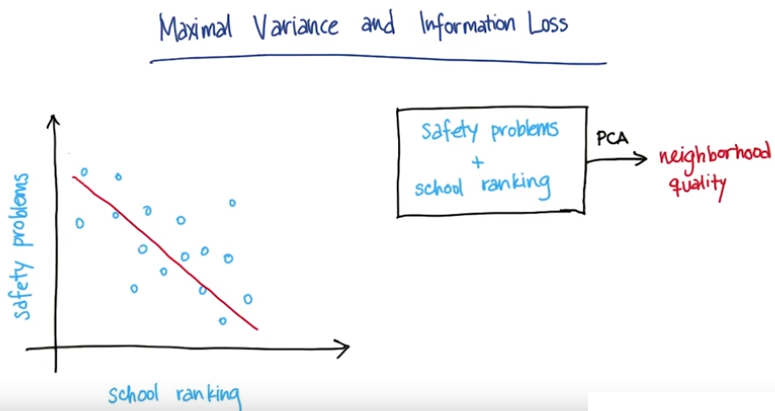 Maximal Variance and Information Loss
safety problems
school ranking
safety problems
+
school ranking
PCA
neighborhood
quality